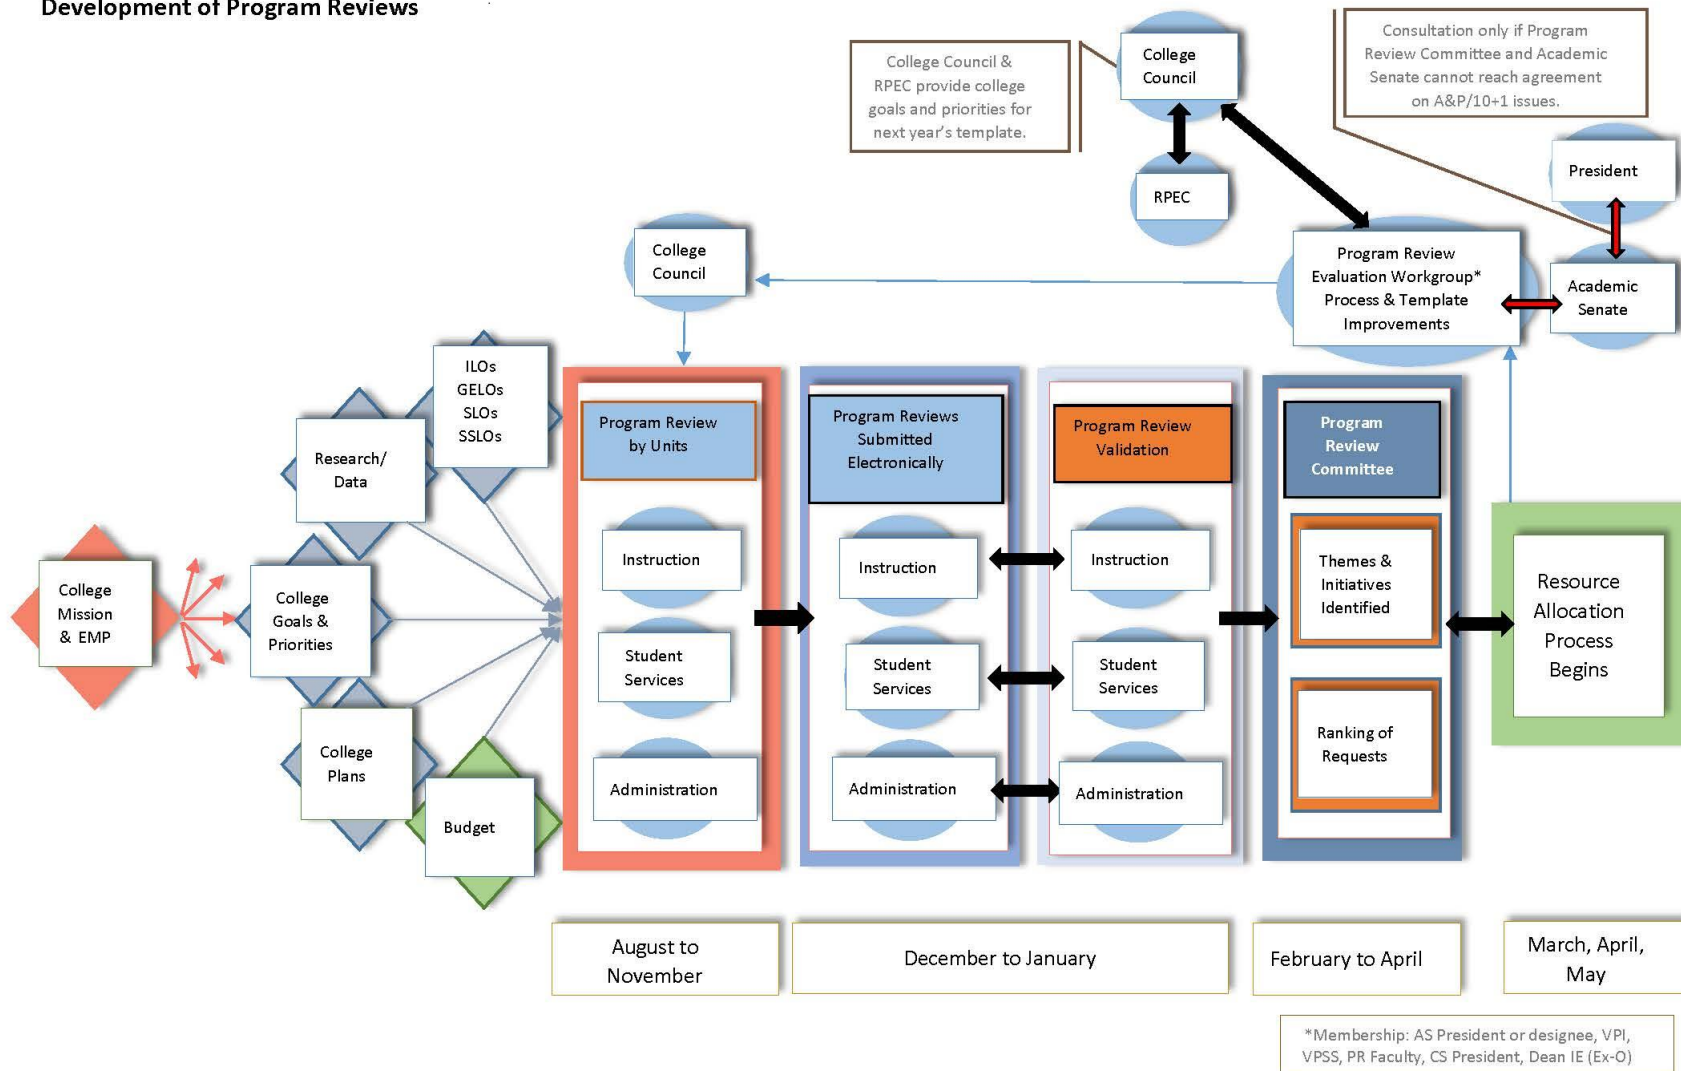 Development of Program Reviews
College Council &
RPEC provide college
goals and priorities for
next year's template.
College
Council
RPEC
Consultation only if Program
Review Committee and Academic
Senate cannot reach agreement
on A&P/10+1 issues.
President
Academic
Senate
Program Review
Evaluation Workgroup*
Process & Template
Improvements
College
Council
ILOs
GELOs
SLOs
SSLOs
Research/
Data
College
Mission
& EMP
College
Goals &
Priorities
College
Plans
Budget
Program Review
by Units
Instruction
Student
Services
Administration
Program Reviews
Submitted
Electronically
Instruction
Student
Services
Administration
Program Review
Validation
Instruction
Student
Services
Administration
Program
Review
Committee
Themes &
Initiatives
Identified
Ranking of
Requests
Resource
Allocation
Process
Begins
August to
November
December to January
February to April
March, April,
May
*Membership: AS President or designee, VPI,
VPSS, PR Faculty, CS President, Dean IE (Ex-O)